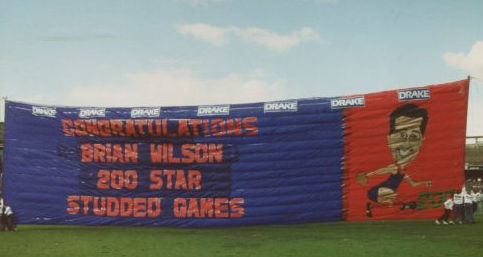 DRAKE DRAKE DRAKE DRAKE DRAKE DRAKE DRAKE
CONGRATULATIONS
BRIAN WILSON
200 STAR
STUDDED GAMES